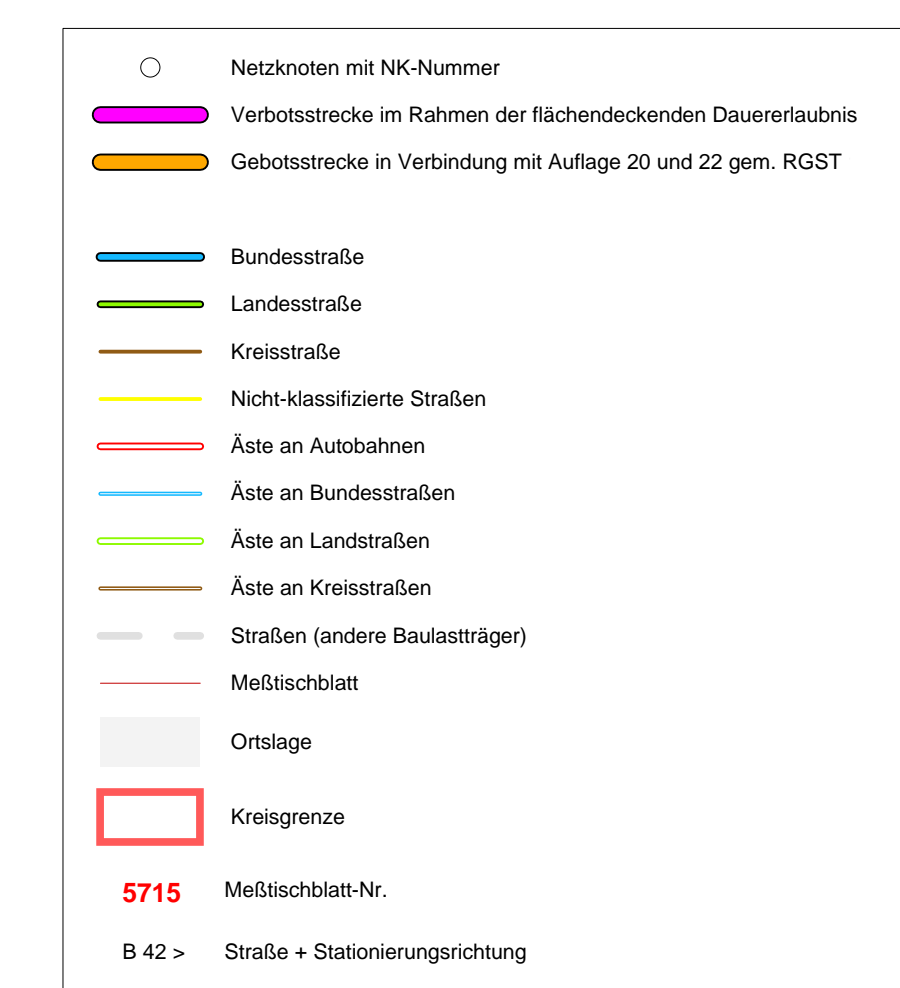 Netzknoten mit NK-Nummer
Verbotsstrecke im Rahmen der flächendeckenden Dauererlaubnis
Gebotsstrecke in Verbindung mit Auflage 20 und 22 gem. RGST
Bundesstraße
Landesstraße
Kreisstraße
Nicht-klassifizierte Straßen
Äste an Autobahnen
Äste an Bundesstraßen
Äste an Landstraßen
Äste an Kreisstraßen
Straßen (andere Baulastträger)
Meßtischblatt
Ortslage
Kreisgrenze
5715 Meßtischblatt-Nr.
B 42 > Straße + Stationierungsrichtung